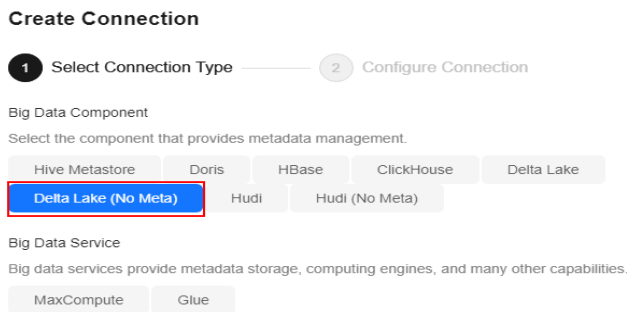 Create Connection
1 Select Connection Type 2 Configure Connection
Big Data Component
Select the component that provides metadata management.
Hive Metastore Doris HBase ClickHouse Delta Lake
Delta Lake (No Meta) Hudi Hudi (No Meta)
Big Data Service
Big data services provide metadata storage, computing engines, and many other capabilities.
MaxCompute Glue